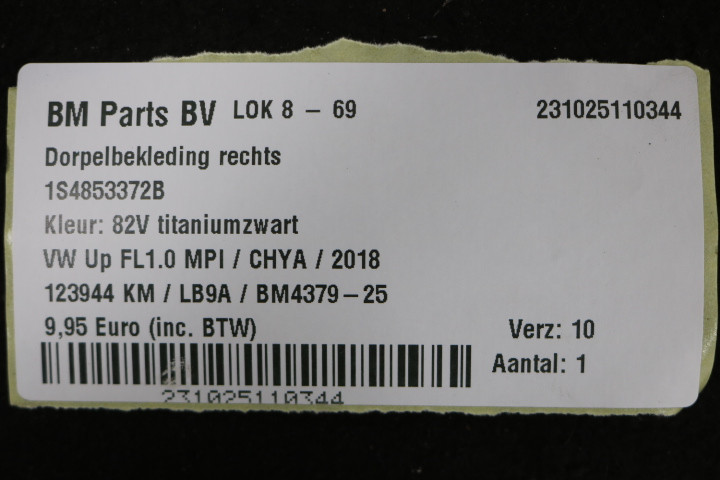 BM Parts BV LOK 8 – 69 231025110344
Dorpelbekleding rechts
1S4853372B
Kleur: 82V titaniumzwart
VW Up FL1.0 MPI / CHYA / 2018
123944 KM / LB9A / BM4379–25
9,95 Euro (inc. BTW) Verz: 10
Aantal: 1
231025110344